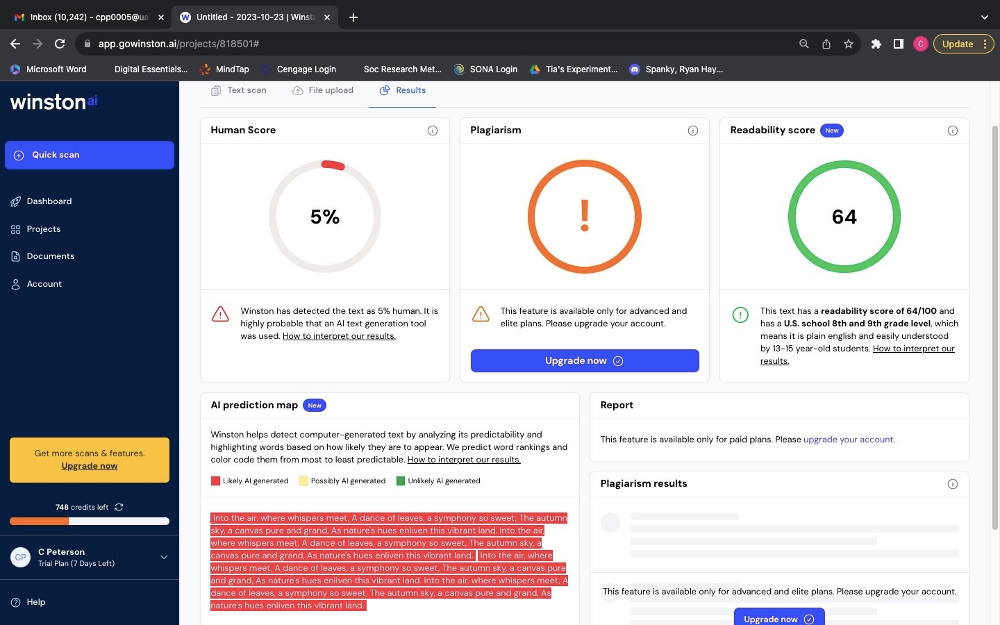 Inbox (10,242) - cpp0005@ua
Untitled - 2023-10-23 | Winst
app.gowinston.ai/projects/818501#
C
Update
Microsoft Word
Digital Essentials...
MindTap
Cengage Login
Soc Research Met...
SONA Login
Tia's Experiment...
Spanky, Ryan Hay...
winston ai
Quick scan
Dashboard
Projects
Documents
Account
Get more scans & features.
Upgrade now
748 credits left
CP
C Peterson
Trial Plan (7 Days Left)
Help
Text scan
File upload
Results
Human Score
5%
Winston has detected the text as 5% human. It is
highly probable that an AI text generation tool
was used. How to interpret our results.
Plagiarism
!
This feature is available only for advanced and
elite plans. Please upgrade your account.
Upgrade now
Readability score New
64
This text has a readability score of 64/100 and
has a U.S. school 8th and 9th grade level, which
means it is plain english and easily understood
by 13-15 year-old students. How to interpret our
results.
AI prediction map New
Winston helps detect computer-generated text by analyzing its predictability and
highlighting words based on how likely they are to appear. We predict word rankings and
color code them from most to least predictable. How to interpret our results.
Likely AI generated
Possibly AI generated
Unlikely AI generated
Into the air, where whispers meet, A dance of leaves, a symphony so sweet, The autumn
sky, a canvas pure and grand, As nature's hues enliven this vibrant land. Into the air,
where whispers meet, A dance of leaves, a symphony so sweet, The autumn sky, a
canvas pure and grand, As nature's hues enliven this vibrant land. Into the air, where
whispers meet, A dance of leaves, a symphony so sweet, The autumn sky, a canvas pure
and grand, As nature's hues enliven this vibrant land. Into the air, where whispers meet, A
dance of leaves, a symphony so sweet, The autumn sky, a canvas pure and grand, As
nature's hues enliven this vibrant land.
Report
This feature is available only for paid plans. Please upgrade your account.
Plagiarism results
This feature is available only for advanced and elite plans. Please upgrade your account.
Upgrade now